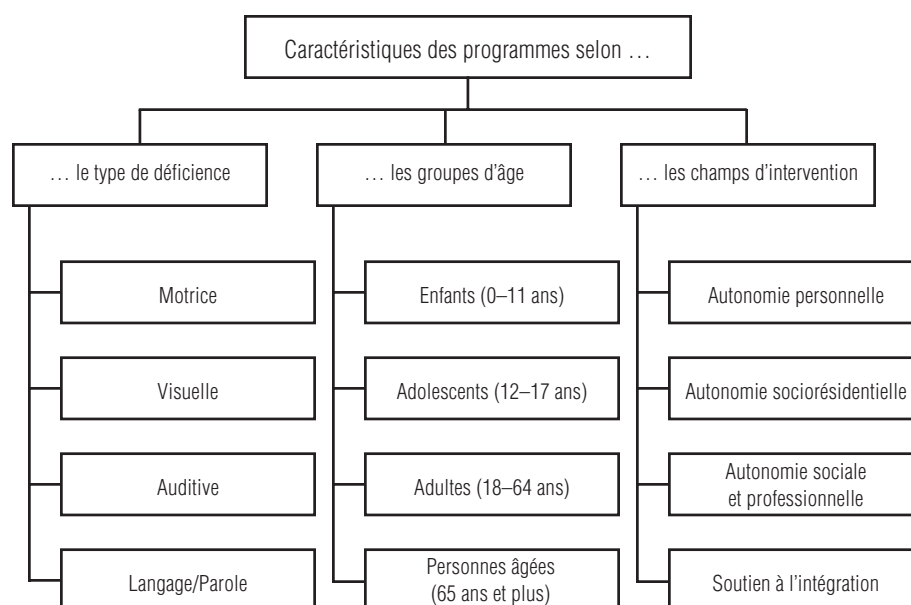 Caractéristiques des programmes selon …
… le type de déficience
Motrice
Visuelle
Auditive
Langage/Parole
… les groupes d’âge
Enfants (0–11 ans)
Adolescents (12–17 ans)
Adultes (18–64 ans)
Personnes âgées
(65 ans et plus)
… les champs d’intervention
Autonomie personnelle
Autonomie sociorésidentielle
Autonomie sociale
et professionnelle
Soutien à l’intégration